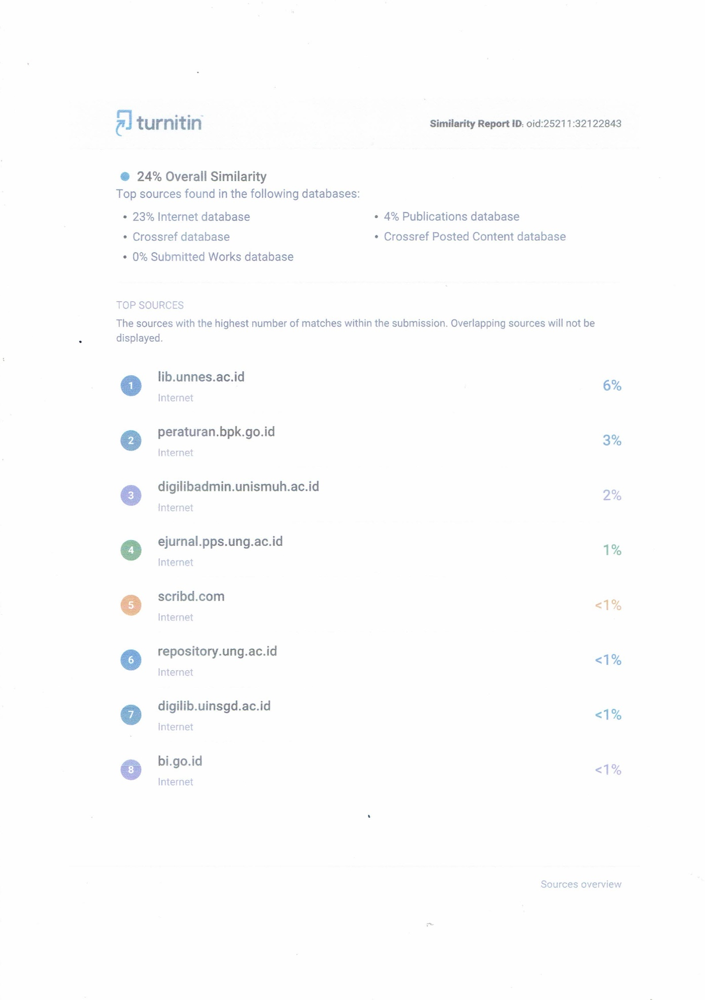 turnitin
Similarity Report ID: oid:25211:32122843
24% Overall Similarity
Top sources found in the following databases:
• 23% Internet database
• 4% Publications database
• Crossref database
• Crossref Posted Content database
• 0% Submitted Works database
TOP SOURCES
The sources with the highest number of matches within the submission. Overlapping sources will not be
displayed.
1
lib.unnes.ac.id
6%
Internet
2
peraturan.bpk.go.id
3%
Internet
3
digilibadmin.unismuh.ac.id
2%
Internet
4
ejurnal.pps.ung.ac.id
1%
Internet
5
scribd.com
<1%
Internet
6
repository.ung.ac.id
<1%
Internet
7
digilib.uinsgd.ac.id
<1%
Internet
8
bi.go.id
<1%
Internet
Sources overview